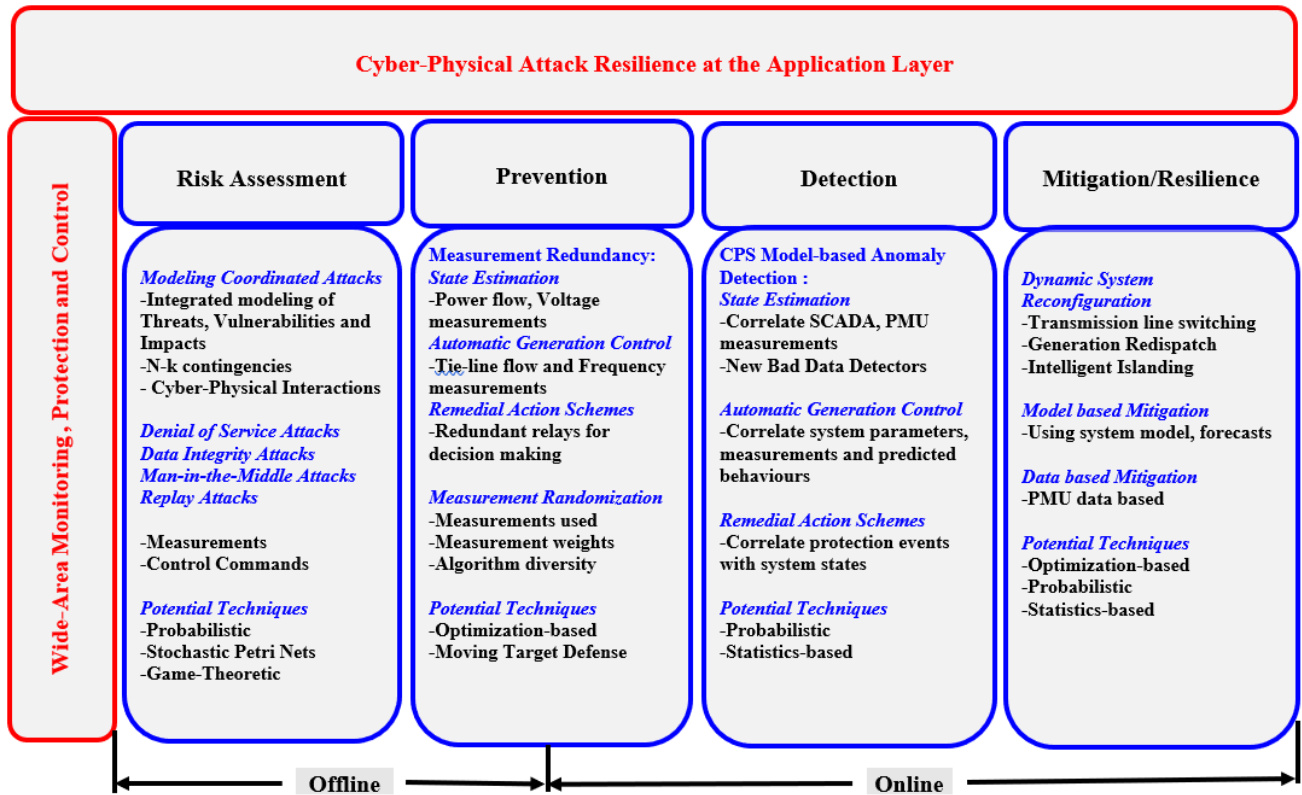 Cyber-Physical Attack Resilience at the Application Layer
Wide-Area Monitoring, Protection and Control
Risk Assessment
Modeling Coordinated Attacks
-Integrated modeling of
Threats, Vulnerabilities and
Impacts
-N-k contingencies
- Cyber-Physical Interactions
Denial of Service Attacks
Data Integrity Attacks
Man-in-the-Middle Attacks
Replay Attacks
-Measurements
-Control Commands
Potential Techniques
-Probabilistic
-Stochastic Petri Nets
-Game-Theoretic
Prevention
Measurement Redundancy:
State Estimation
-Power flow, Voltage
measurements
Automatic Generation Control
-Tie-line flow and Frequency
measurements
Remedial Action Schemes
-Redundant relays for
decision making
Measurement Randomization
-Measurements used
-Measurement weights
-Algorithm diversity
Potential Techniques
-Optimization-based
-Moving Target Defense
Detection
CPS Model-based Anomaly
Detection :
State Estimation
-Correlate SCADA, PMU
measurements
-New Bad Data Detectors
Automatic Generation Control
-Correlate system parameters,
measurements and predicted
behaviours
Remedial Action Schemes
-Correlate protection events
with system states
Potential Techniques
-Probabilistic
-Statistics-based
Mitigation/Resilience
Dynamic System
Reconfiguration
-Transmission line switching
-Generation Redispatch
-Intelligent Islanding
Model based Mitigation
-Using system model, forecasts
Data based Mitigation
-PMU data based
Potential Techniques
-Optimization-based
-Probabilistic
-Statistics-based
Offline
Online